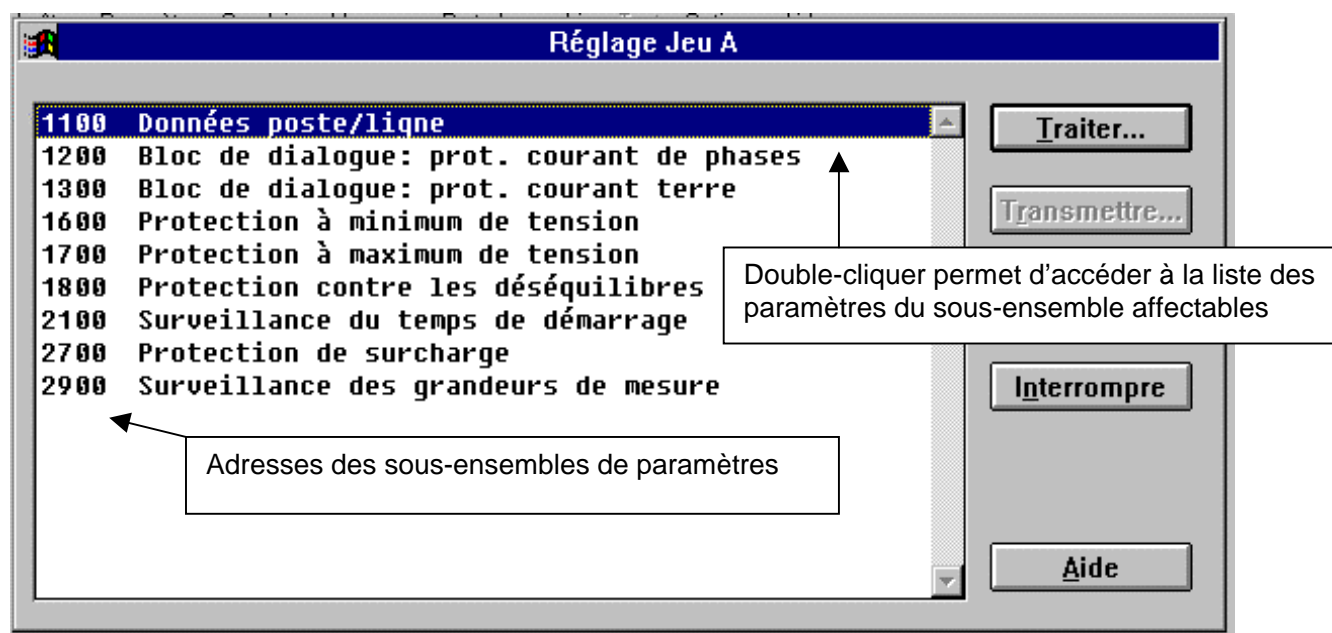 Réglage Jeu A
1100 Données poste/ligne
1200 Bloc de dialogue: prot. courant de phases
1300 Bloc de dialogue: prot. courant terre
1600 Protection à minimum de tension
1700 Protection à maximum de tension
1800 Protection contre les déséquilibres
2100 Surveillance du temps de démarrage
2700 Protection de surcharge
2900 Surveillance des grandeurs de mesure
Traiter...
Transmettre...
Double-cliquer permet d’accéder à la liste des
paramètres du sous-ensemble affectables
Interrompre
Adresses des sous-ensembles de paramètres
Aide